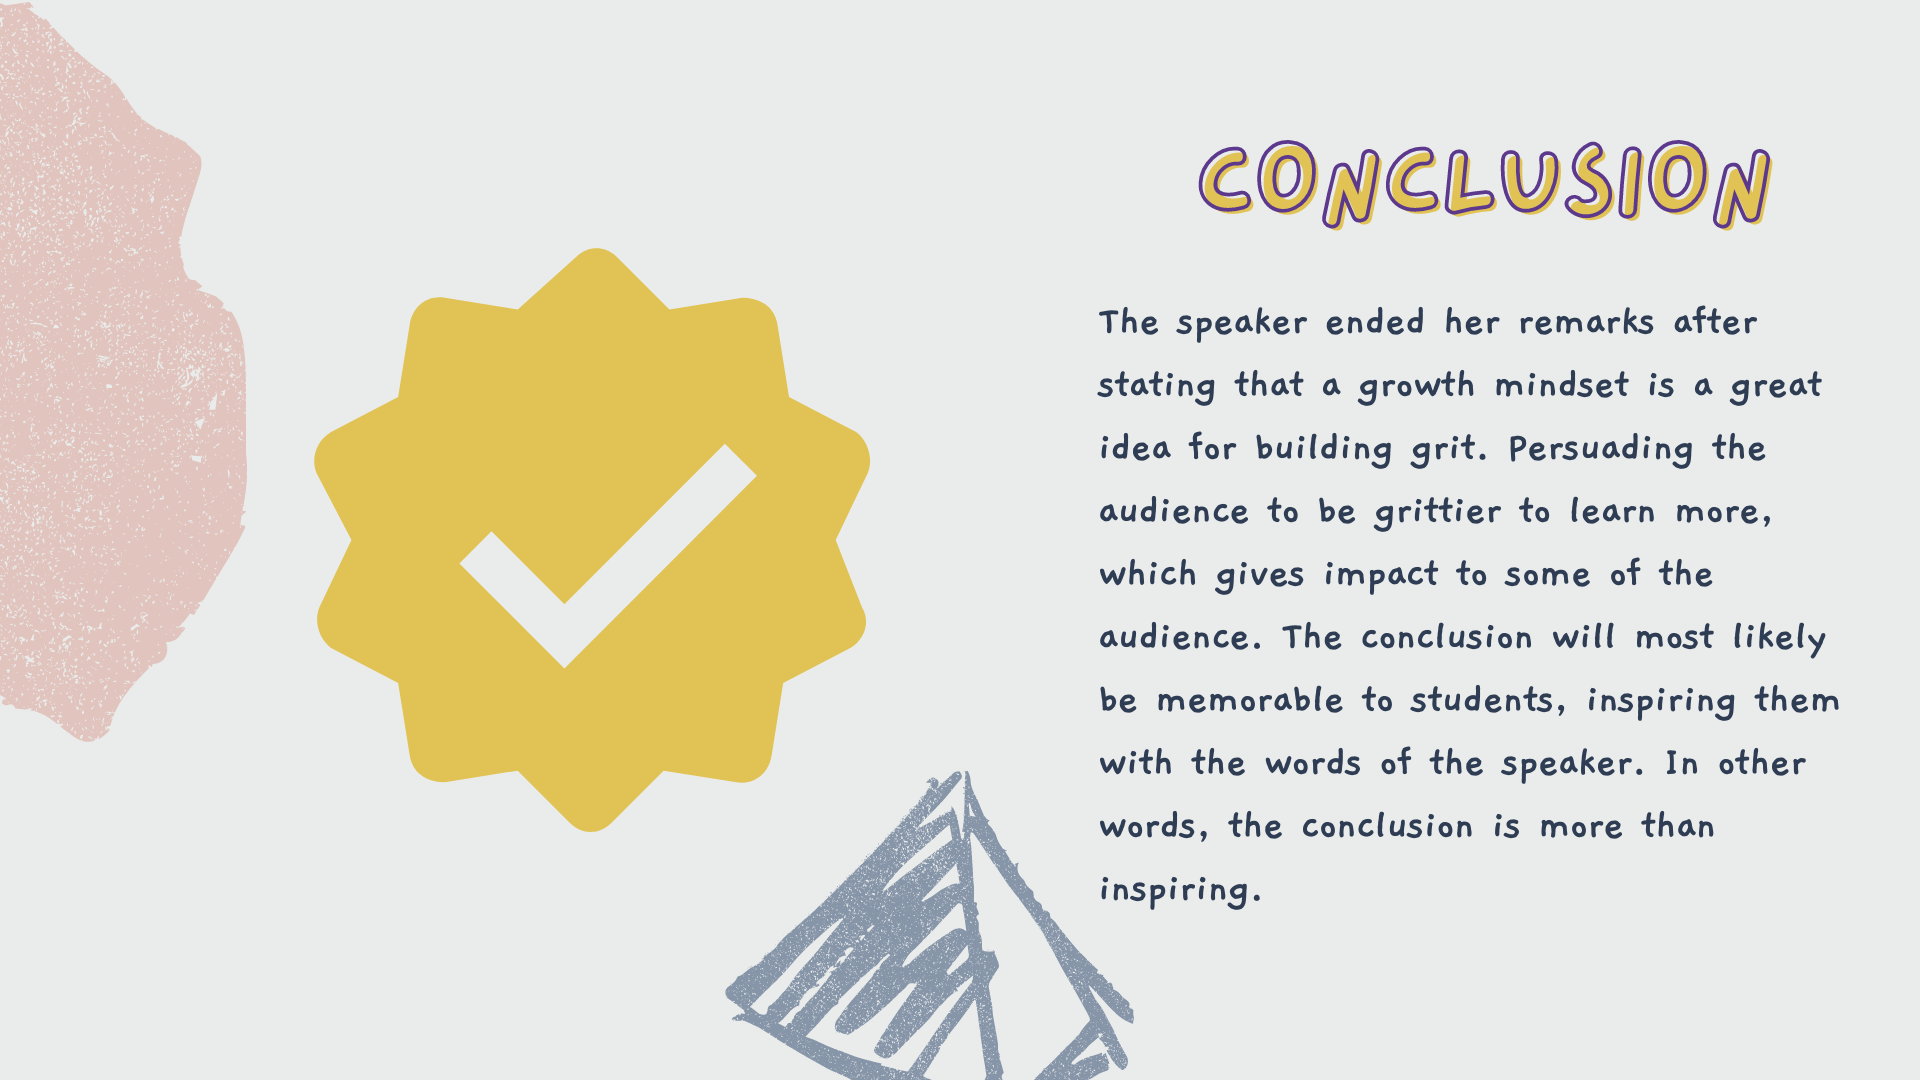 CONCLUSION
The speaker ended her remarks after
stating that a growth mindset is a great
idea for building grit. Persuading the
audience to be grittier to learn more,
which gives impact to some of the
audience. The conclusion will most likely
be memorable to students, inspiring them
with the words of the speaker. In other
words, the conclusion is more than
inspiring.